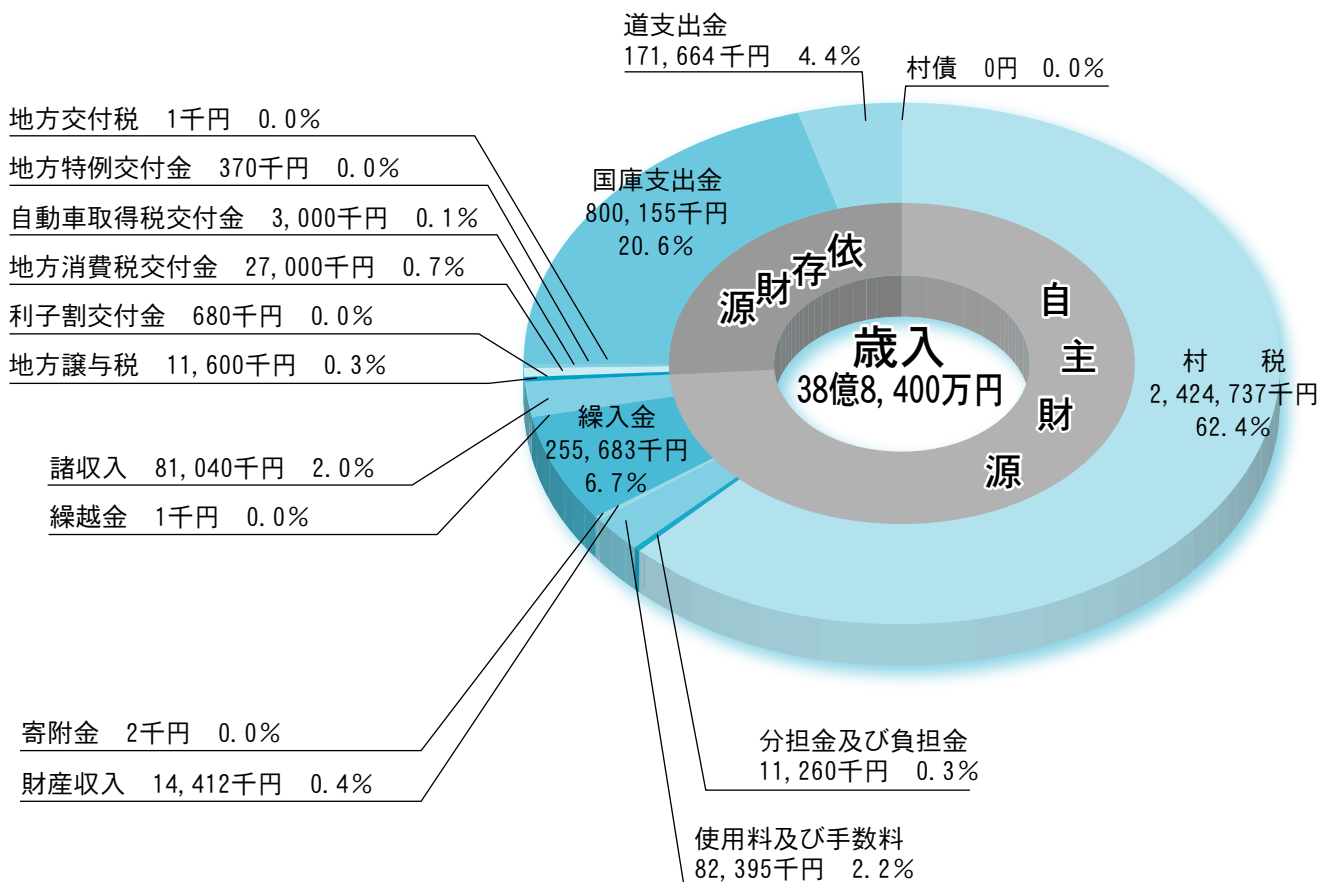 道支出金
171,664千円 4.4%
村債 0円 0.0%
地方交付税 1千円 0.0%
地方特例交付金 370千円 0.0%
自動車取得税交付金 3,000千円 0.1%
地方消費税交付金 27,000千円 0.7%
利子割交付金 680千円 0.0%
地方譲与税 11,600千円 0.3%
国庫支出金
800,155千円
20.6%
依存財源
自主財源
歳入
38億8,400万円
村 税
2,424,737千円
62.4%
繰入金
255,683千円
6.7%
諸収入 81,040千円 2.0%
繰越金 1千円 0.0%
寄附金 2千円 0.0%
財産収入 14,412千円 0.4%
分担金及び負担金
11,260千円 0.3%
使用料及び手数料
82,395千円 2.2%